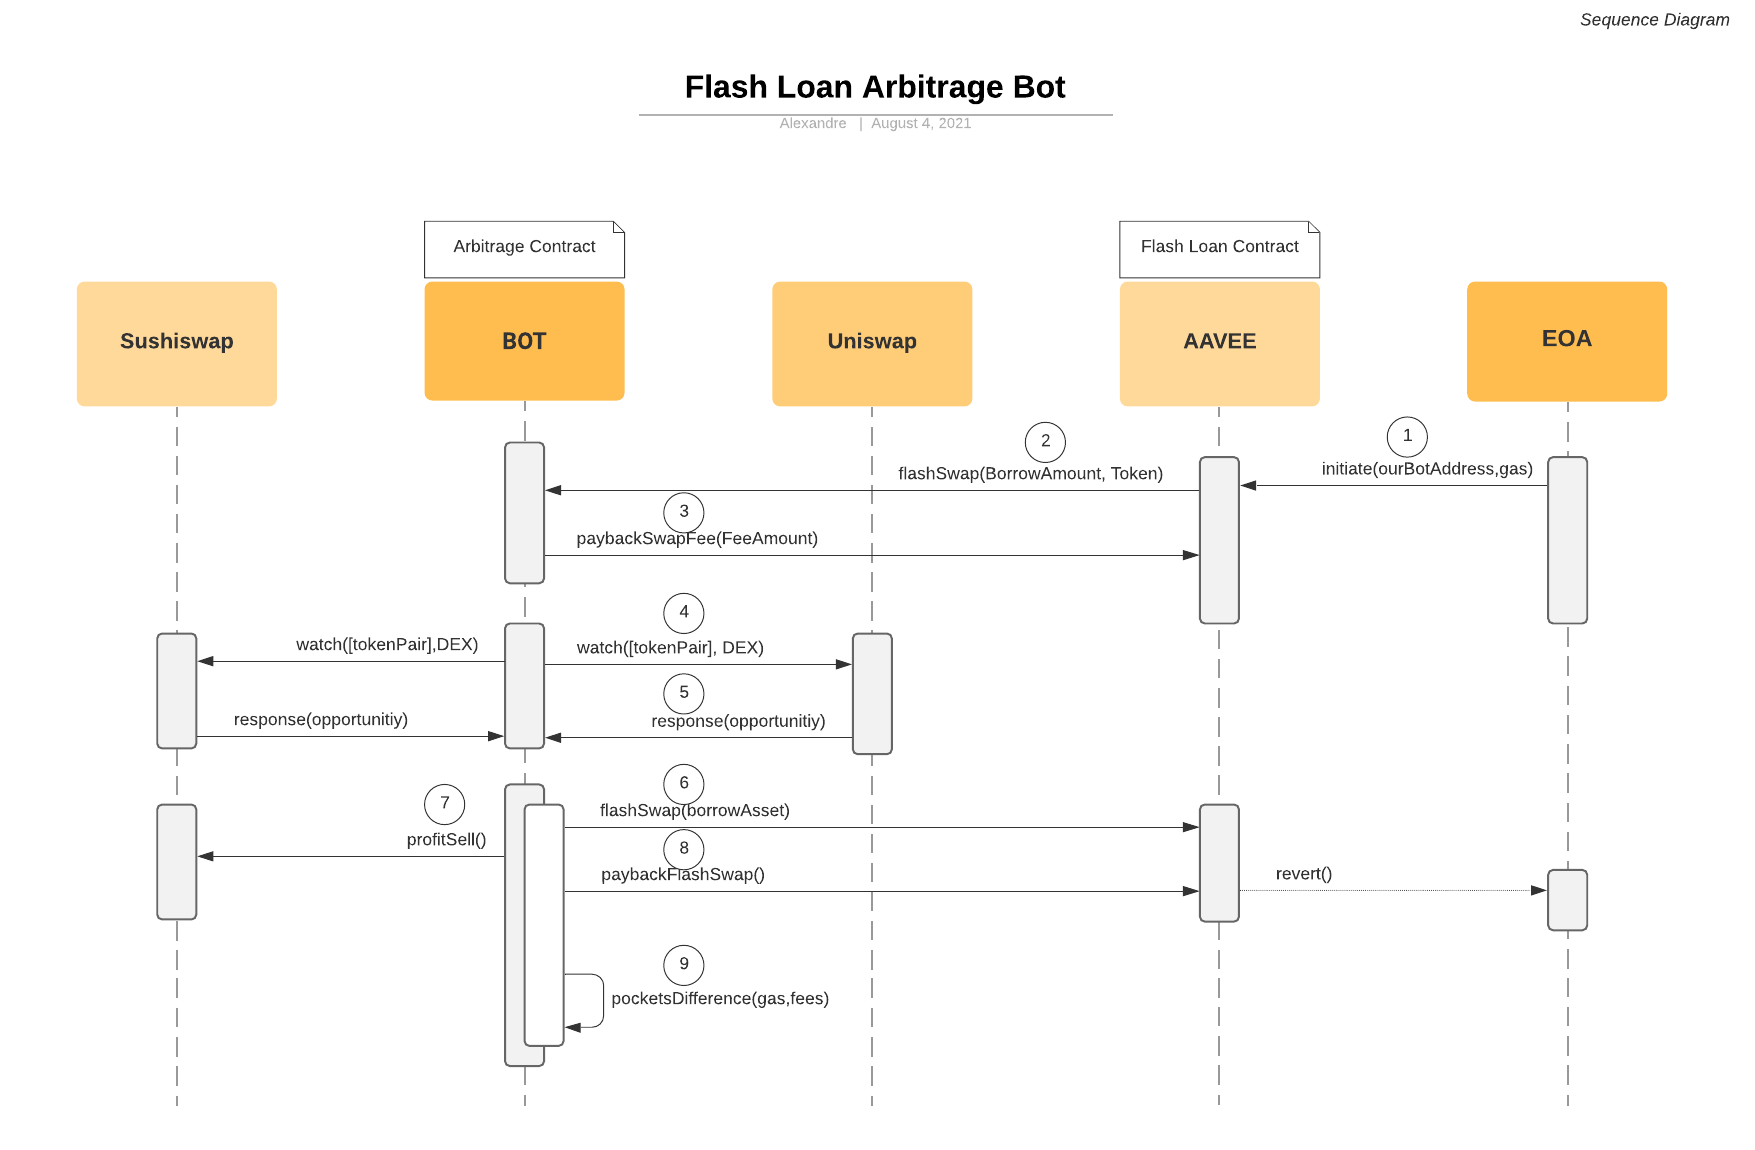 Sequence Diagram
Flash Loan Arbitrage Bot
Alexandre | August 4, 2021
Arbitrage Contract
Flash Loan Contract
Sushiswap
BOT
Uniswap
AAVEE
EOA
1
initiate(ourBotAddress,gas)
2
flashSwap(BorrowAmount, Token)
3
paybackSwapFee(FeeAmount)
4
watch([tokenPair],DEX)
watch([tokenPair], DEX)
5
response(opportunitiy)
response(opportunitiy)
6
flashSwap(borrowAsset)
7
profitSell()
8
paybackFlashSwap()
revert()
9
pocketsDifference(gas,fees)